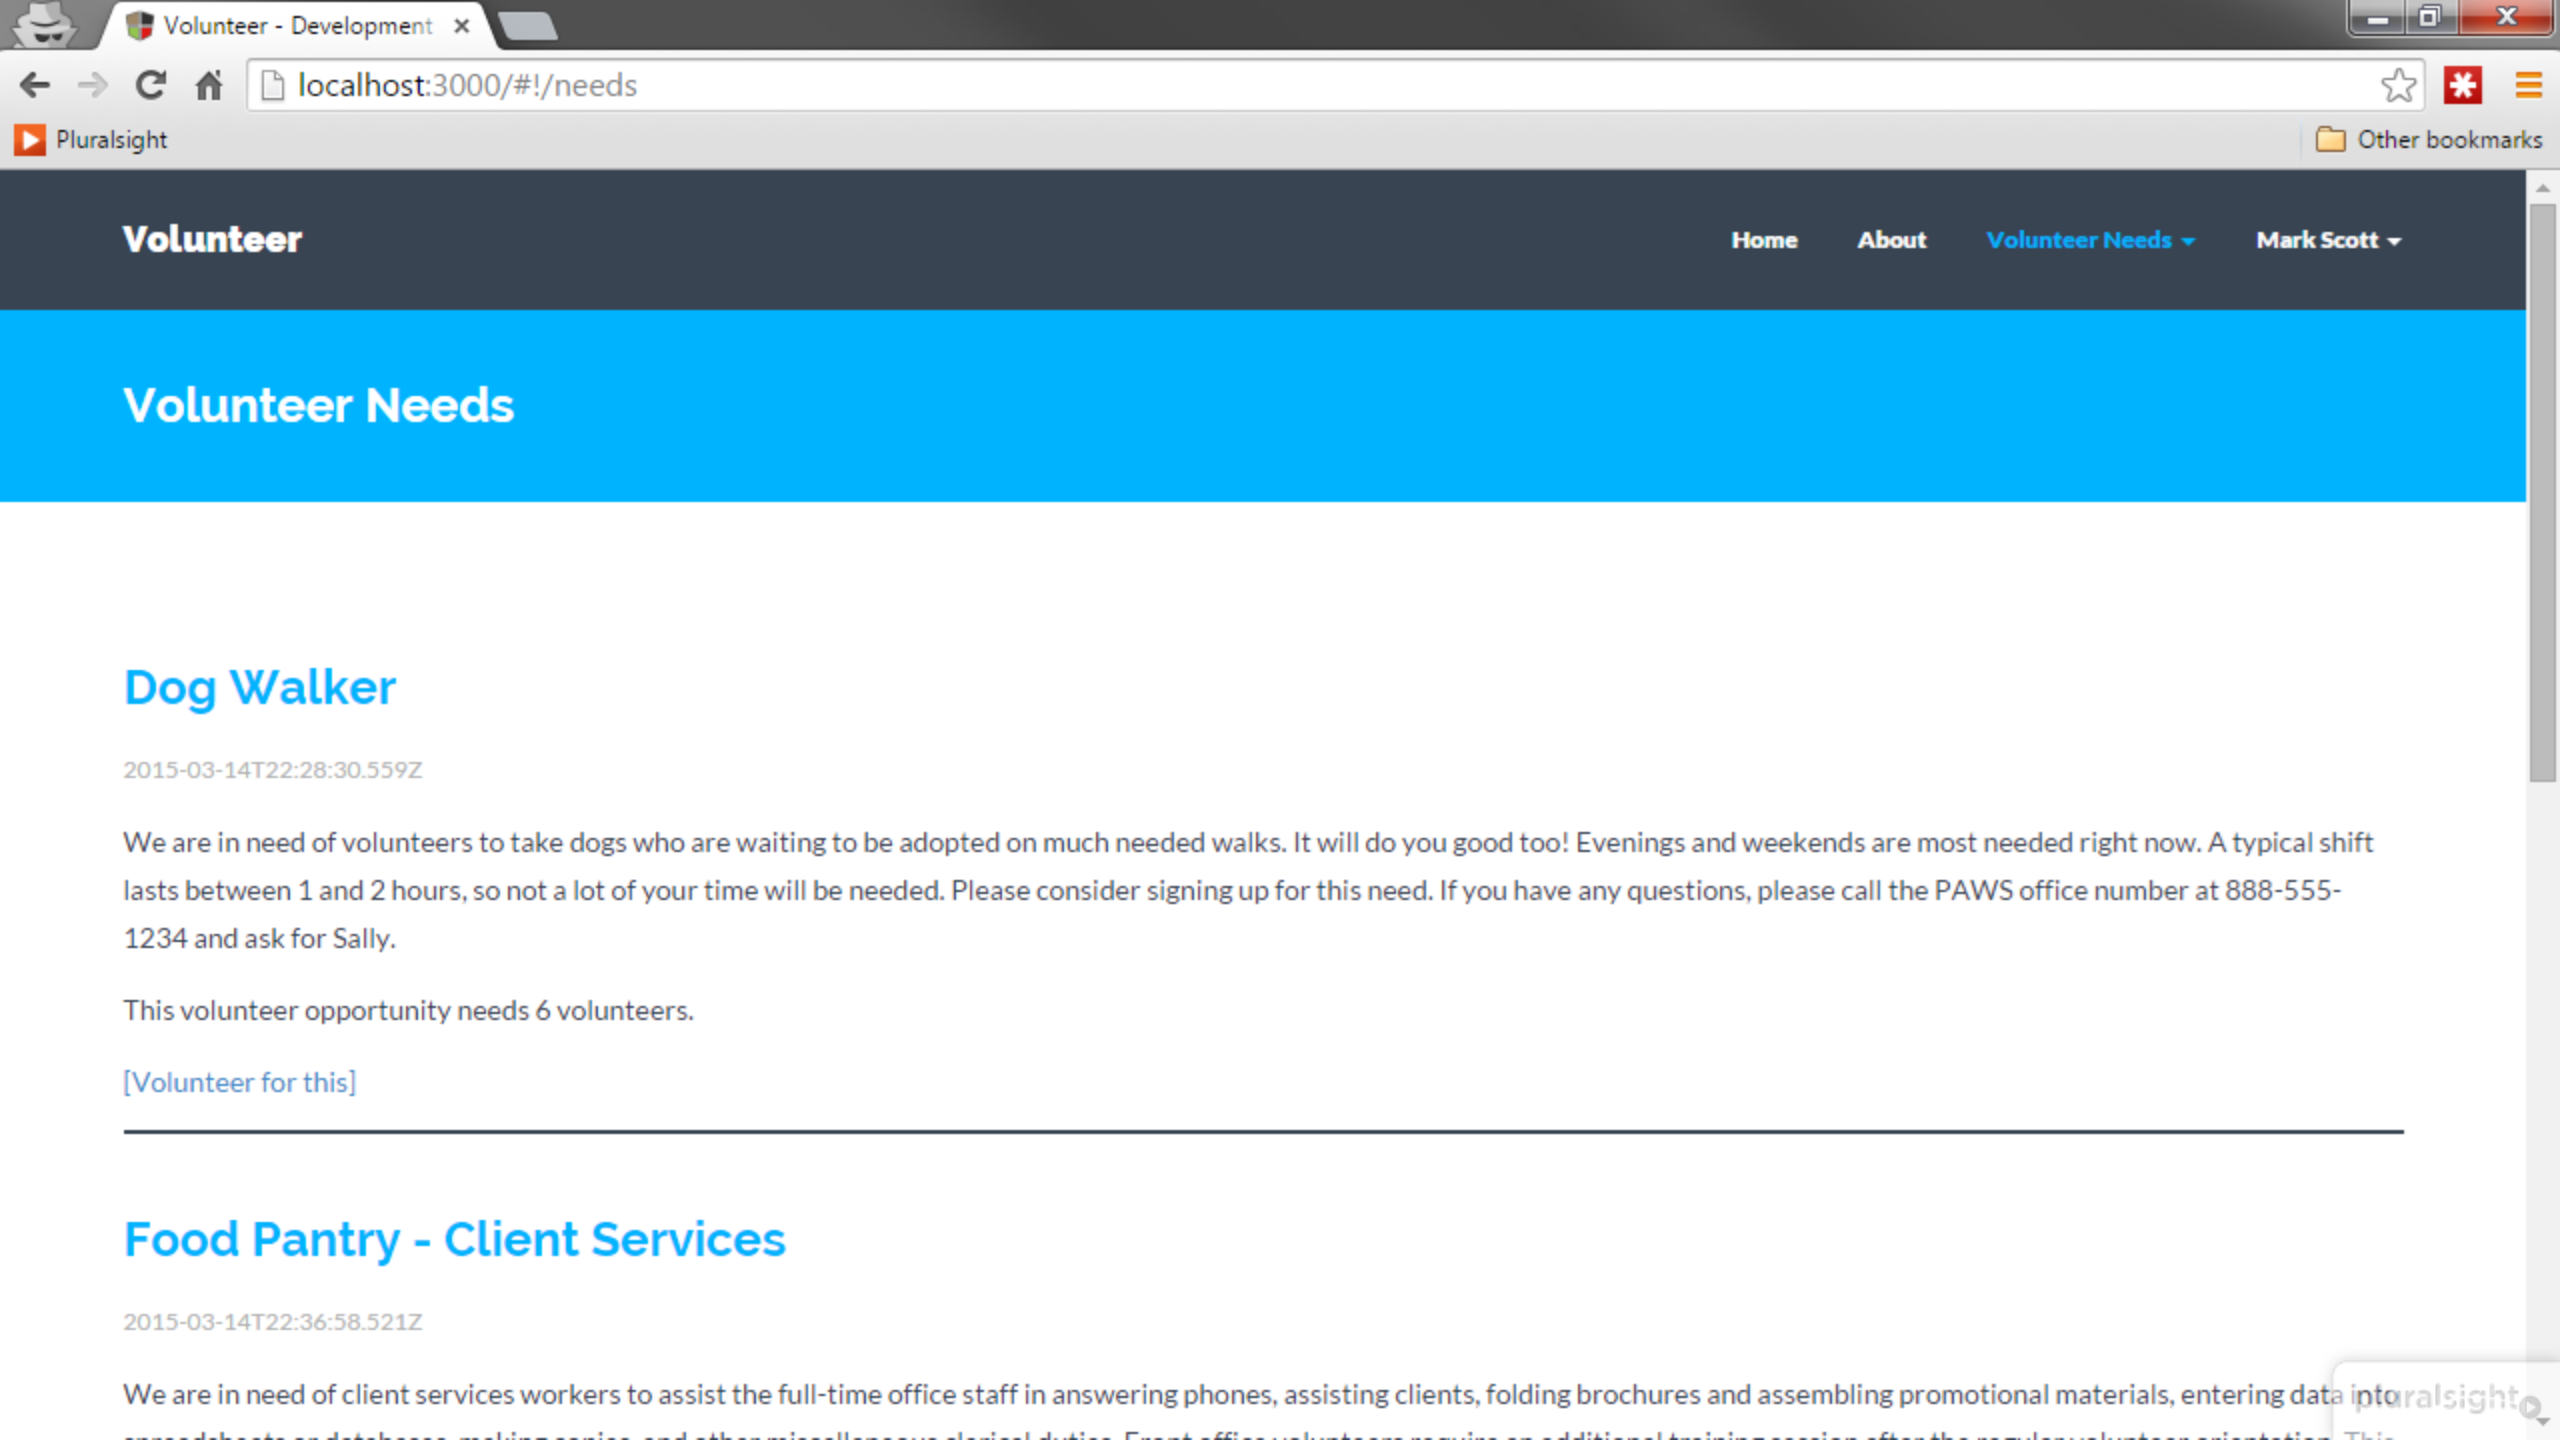 Volunteer - Development
localhost:3000/#!/needs
Pluralsight
Other bookmarks
Volunteer
Home
About
Volunteer Needs
Mark Scott
Volunteer Needs
Dog Walker
2015-03-14T22:28:30.559Z
We are in need of volunteers to take dogs who are waiting to be adopted on much needed walks. It will do you good too! Evenings and weekends are most needed right now. A typical shift
lasts between 1 and 2 hours, so not a lot of your time will be needed. Please consider signing up for this need. If you have any questions, please call the PAWS office number at 888-555-
1234 and ask for Sally.
This volunteer opportunity needs 6 volunteers.
[Volunteer for this]
Food Pantry - Client Services
2015-03-14T22:36:58.521Z
We are in need of client services workers to assist the full-time office staff in answering phones, assisting clients, folding brochures and assembling promotional materials, entering data into
pluralsight